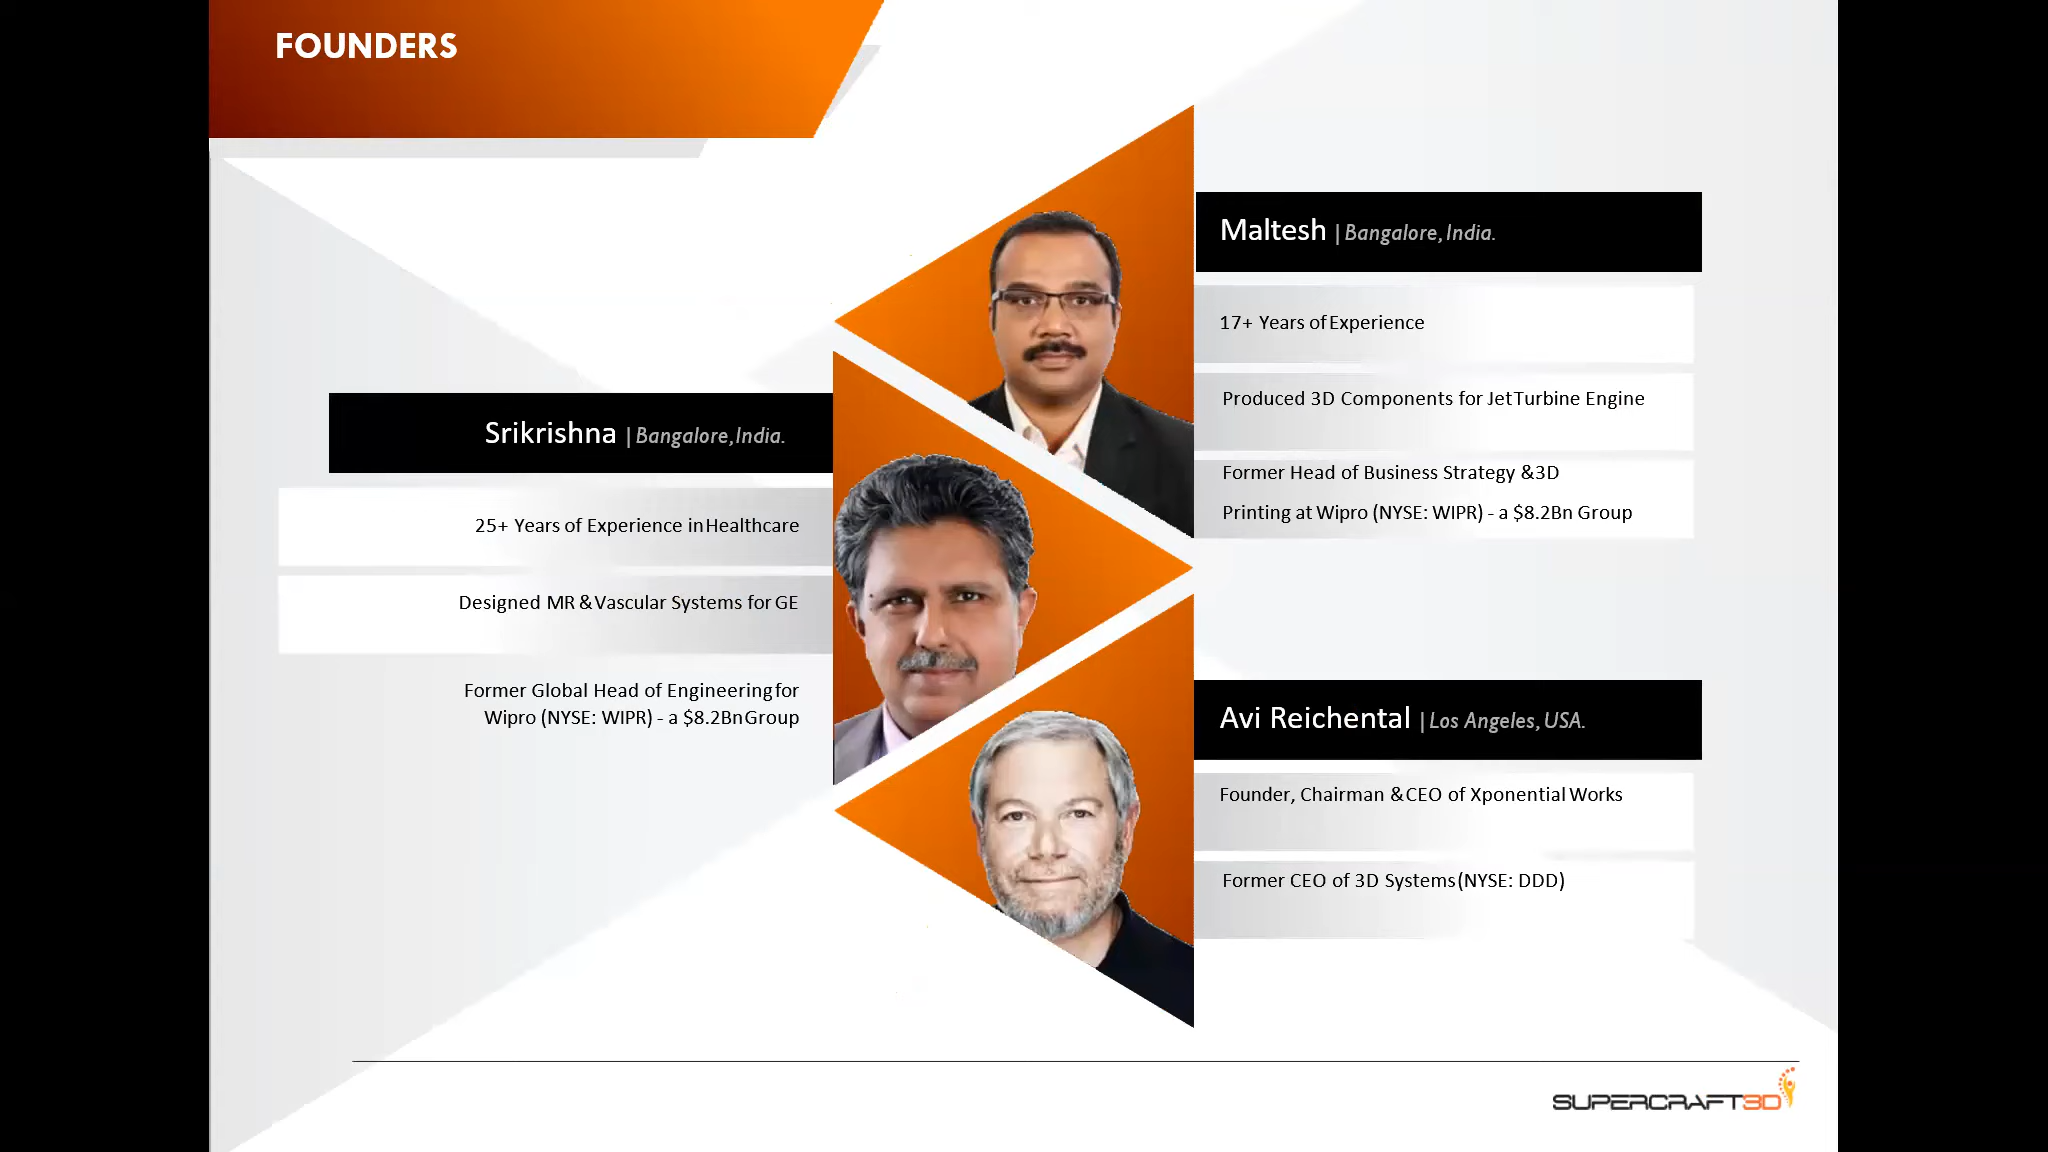 FOUNDERS
Maltesh | Bangalore, India.
17+ Years of Experience
Produced 3D Components for Jet Turbine Engine
Former Head of Business Strategy & 3D
Printing at Wipro (NYSE: WIPR) - a $8.2Bn Group
Srikrishna | Bangalore, India.
25+ Years of Experience in Healthcare
Designed MR & Vascular Systems for GE
Former Global Head of Engineering for
Wipro (NYSE: WIPR) - a $8.2Bn Group
Avi Reichental | Los Angeles, USA.
Founder, Chairman & CEO of Xponential Works
Former CEO of 3D Systems (NYSE: DDD)
SUPERCRAFT3D